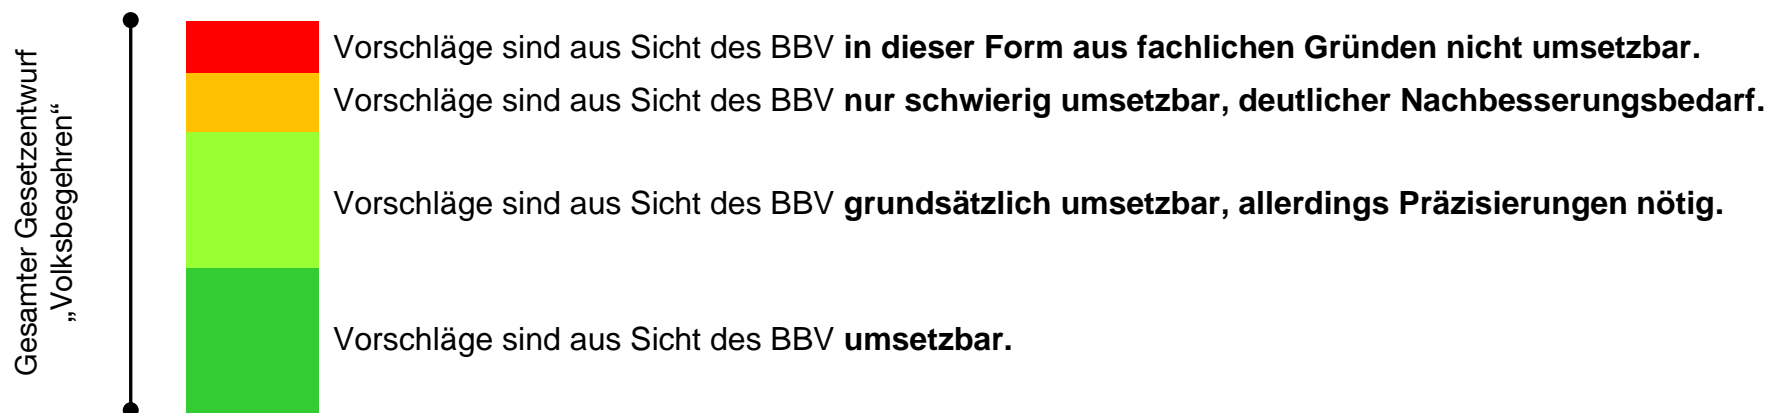 Gesamter Gesetzentwurf
„Volksbegehren“
Vorschläge sind aus Sicht des BBV in dieser Form aus fachlichen Gründen nicht umsetzbar.
Vorschläge sind aus Sicht des BBV nur schwierig umsetzbar, deutlicher Nachbesserungsbedarf.
Vorschläge sind aus Sicht des BBV grundsätzlich umsetzbar, allerdings Präzisierungen nötig.
Vorschläge sind aus Sicht des BBV umsetzbar.